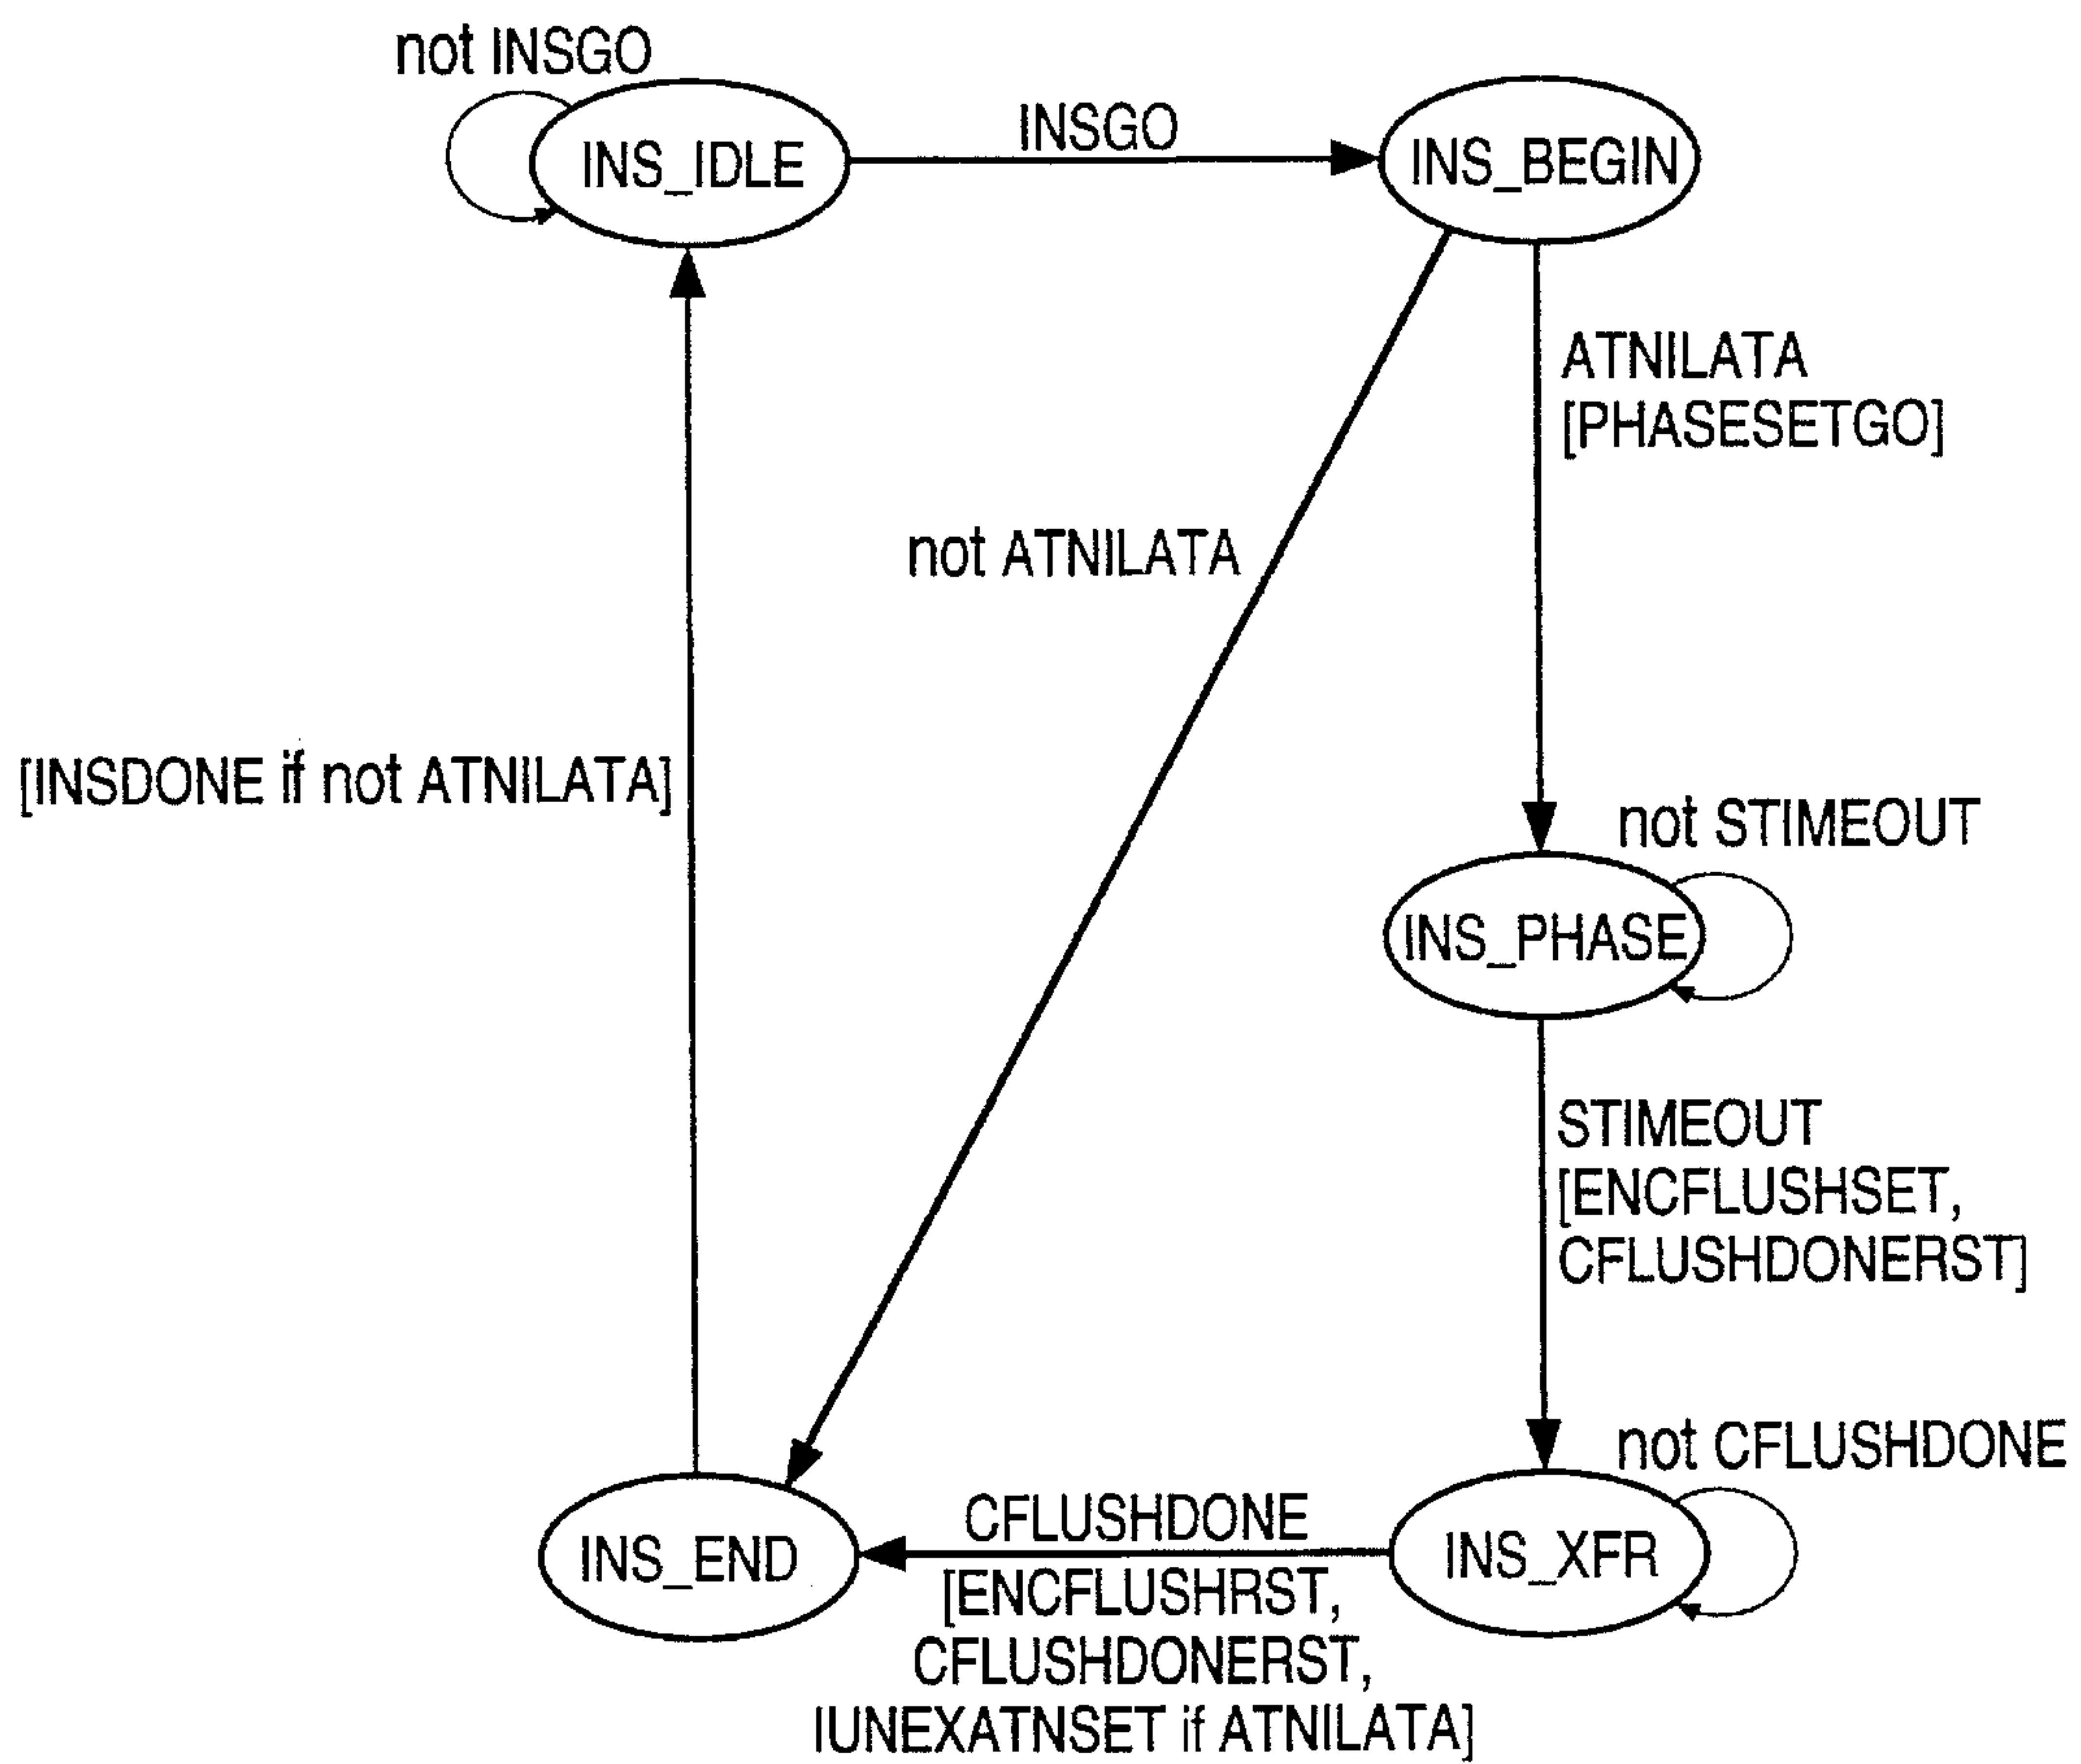 not INSGO
INS_IDLE
INSGO
INS_BEGIN
ATNILATA
[PHASESETGO]
not ATNILATA
[INSDONE if not ATNILATA]
not STIMEOUT
INS_PHASE
STIMEOUT
[ENCFLUSHSET,
CFLUSHDONERST]
not CFLUSHDONE
INS_XFR
CFLUSHDONE
[ENCFLUSHRST,
CFLUSHDONERST,
IUNEXATNSET if ATNILATA]
INS_END